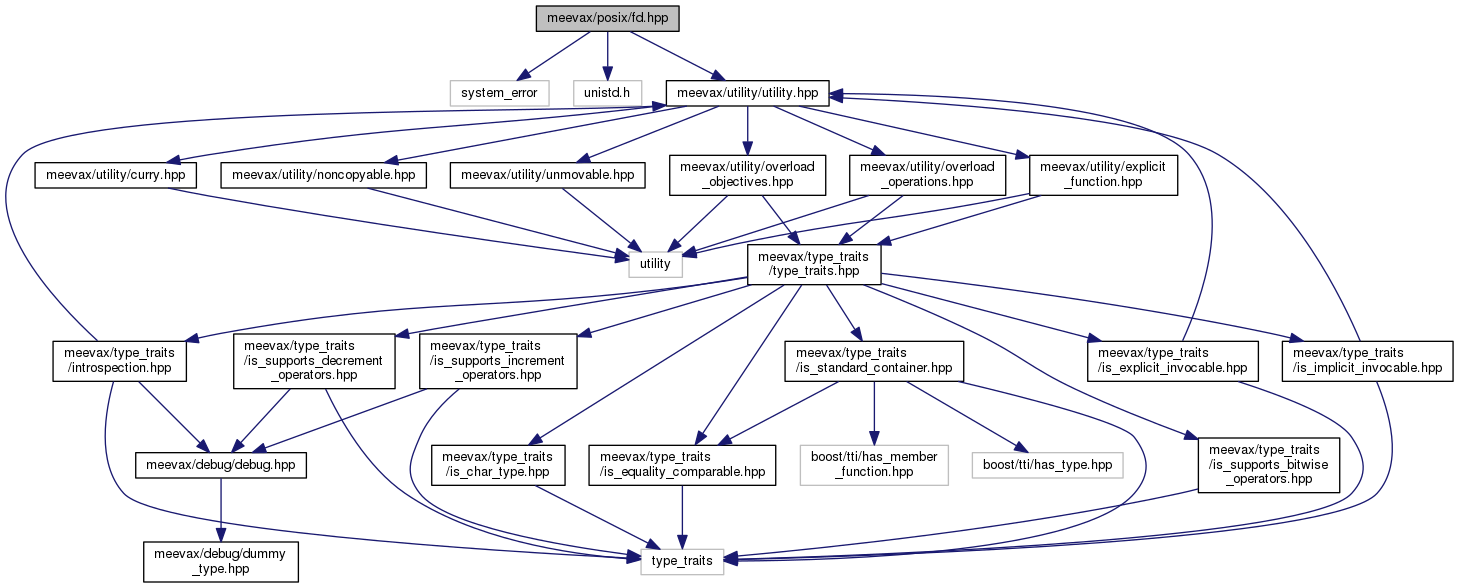 meevax/posix/fd.hpp
system_error
unistd.h
meevax/utility/utility.hpp
meevax/utility/curry.hpp
meevax/utility/noncopyable.hpp
meevax/utility/unmovable.hpp
meevax/utility/overload
_objectives.hpp
meevax/utility/overload
_operations.hpp
meevax/utility/explicit
_function.hpp
utility
meevax/type_traits
/type_traits.hpp
meevax/type_traits
/introspection.hpp
meevax/type_traits
/is_supports_decrement
_operators.hpp
meevax/type_traits
/is_supports_increment
_operators.hpp
meevax/type_traits
/is_standard_container.hpp
meevax/type_traits
/is_explicit_invocable.hpp
meevax/type_traits
/is_implicit_invocable.hpp
meevax/debug/debug.hpp
meevax/type_traits
/is_char_type.hpp
meevax/type_traits
/is_equality_comparable.hpp
boost/tti/has_member
_function.hpp
boost/tti/has_type.hpp
meevax/type_traits
/is_supports_bitwise
_operators.hpp
meevax/debug/dummy
_type.hpp
type_traits